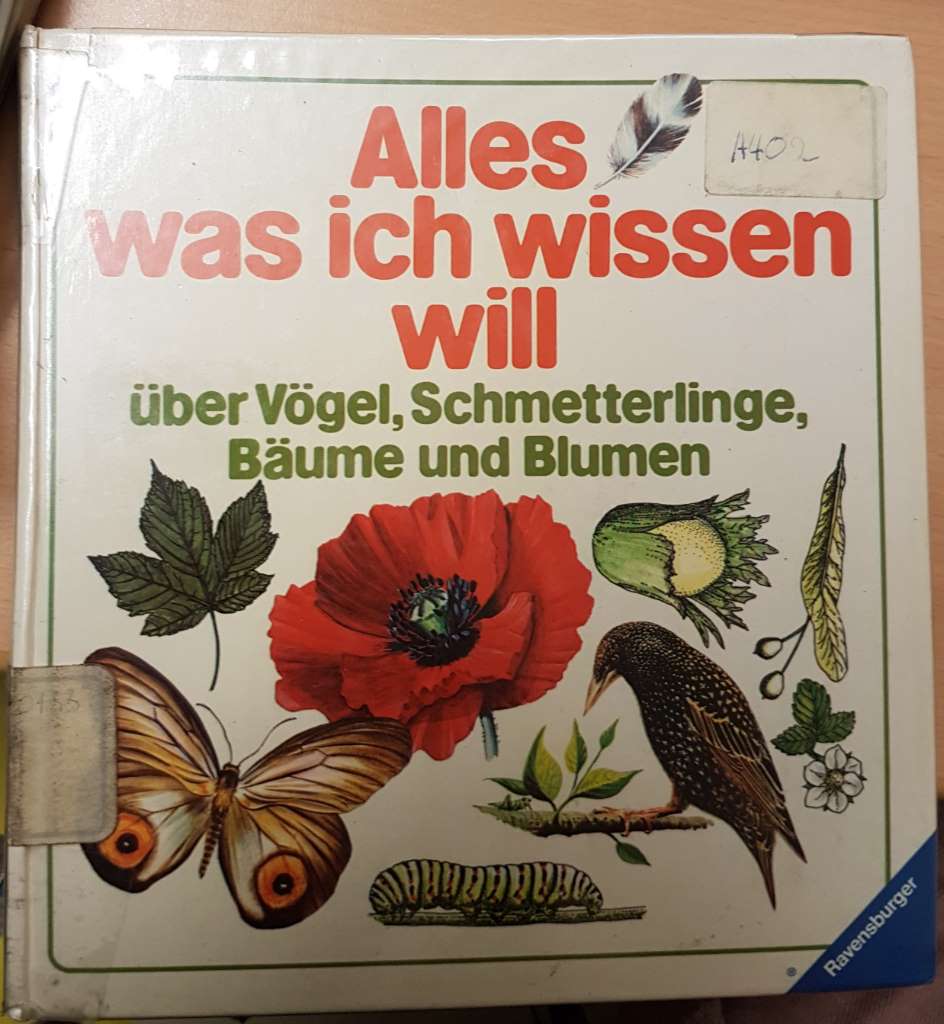 Alles
A402
was ich wissen
will
über Vögel, Schmetterlinge,
Bäume und Blumen
Ravensburger
®